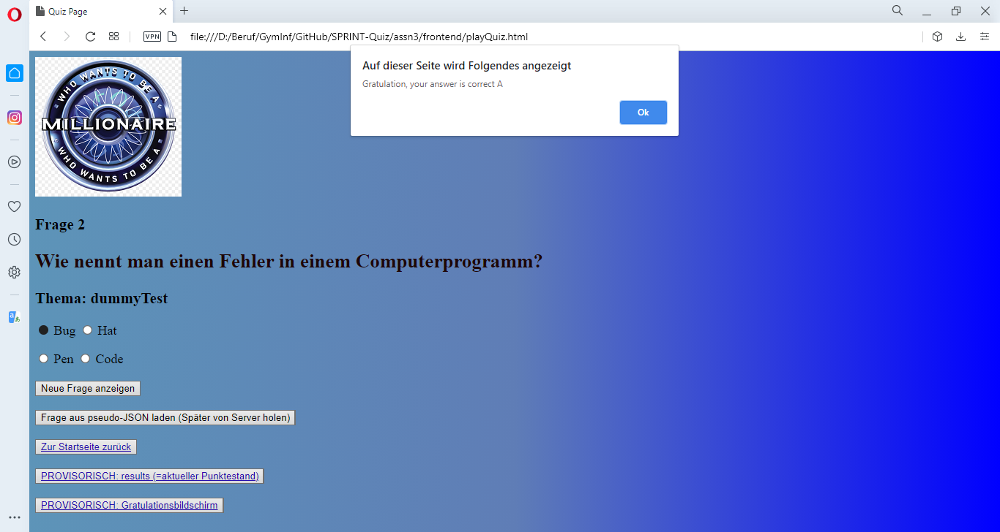 Quiz Page
VPN
file:///D:/Beruf/GymInf/GitHub/SPRINT-Quiz/assn3/frontend/playQuiz.html
Auf dieser Seite wird Folgendes angezeigt
Gratulation, your answer is correct A
Ok
WHO WANTS TO BE A
MILLIONAIRE
WHO WANTS TO BE A
Frage 2
Wie nennt man einen Fehler in einem Computerprogramm?
Thema: dummyTest
Bug Hat
Pen Code
Neue Frage anzeigen
Frage aus pseudo-JSON laden (Später von Server holen)
Zur Startseite zurück
PROVISORISCH: results (=aktueller Punktestand)
PROVISORISCH: Gratulationsbildschirm